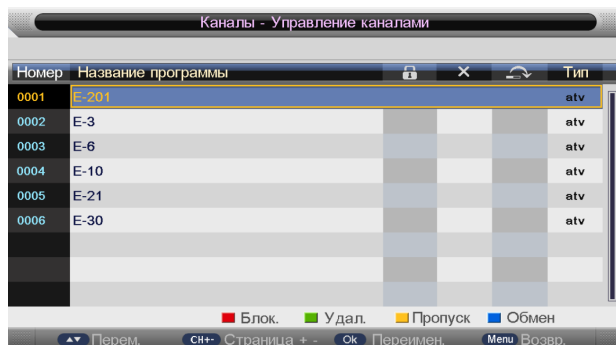 Каналы - Управление каналами
Номер Название программы Тип
0001 E-201 atv
0002 E-3 atv
0003 E-6 atv
0004 E-10 atv
0005 E-21 atv
0006 E-30 atv
Блок. Удал. Пропуск Обмен
Перем. CH+- Страница + - Ok Переимен. Menu Возвр.